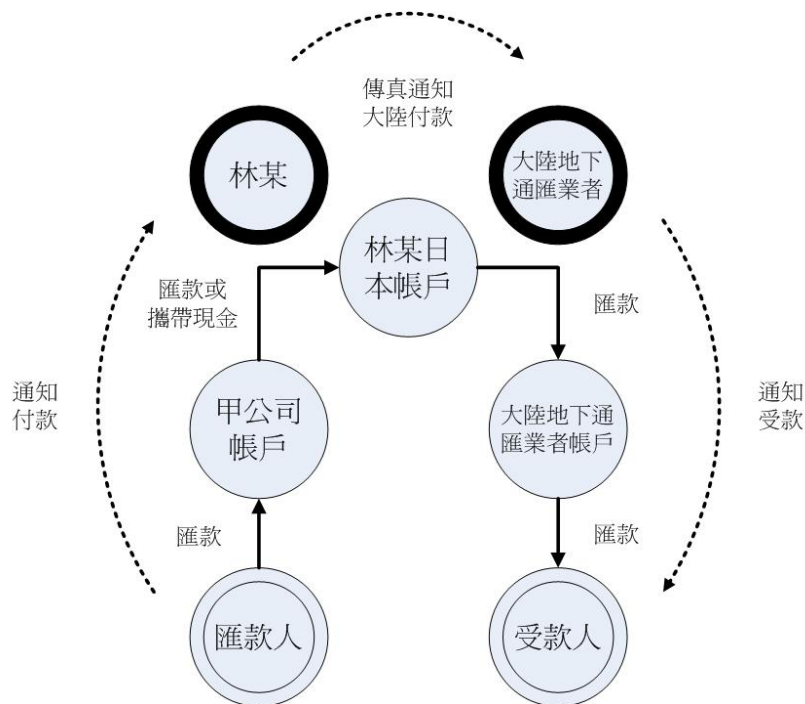 傳真通知
大陸付款
林某
大陸地下
通匯業者
林某日
本帳戶
匯款或
攜帶現金
匯款
通知
付款
甲公司
帳戶
大陸地下通
匯業者帳戶
通知
受款
匯款
匯款
匯款人
受款人